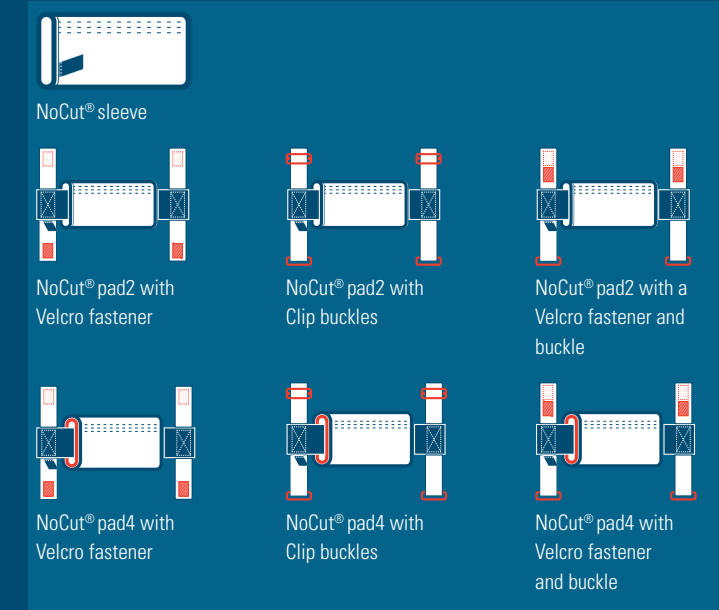 NoCut® sleeve
NoCut® pad2 with
Velcro fastener
NoCut® pad2 with
Clip buckles
NoCut® pad2 with a
Velcro fastener and
buckle
NoCut® pad4 with
Velcro fastener
NoCut® pad4 with
Clip buckles
NoCut® pad4 with
Velcro fastener
and buckle